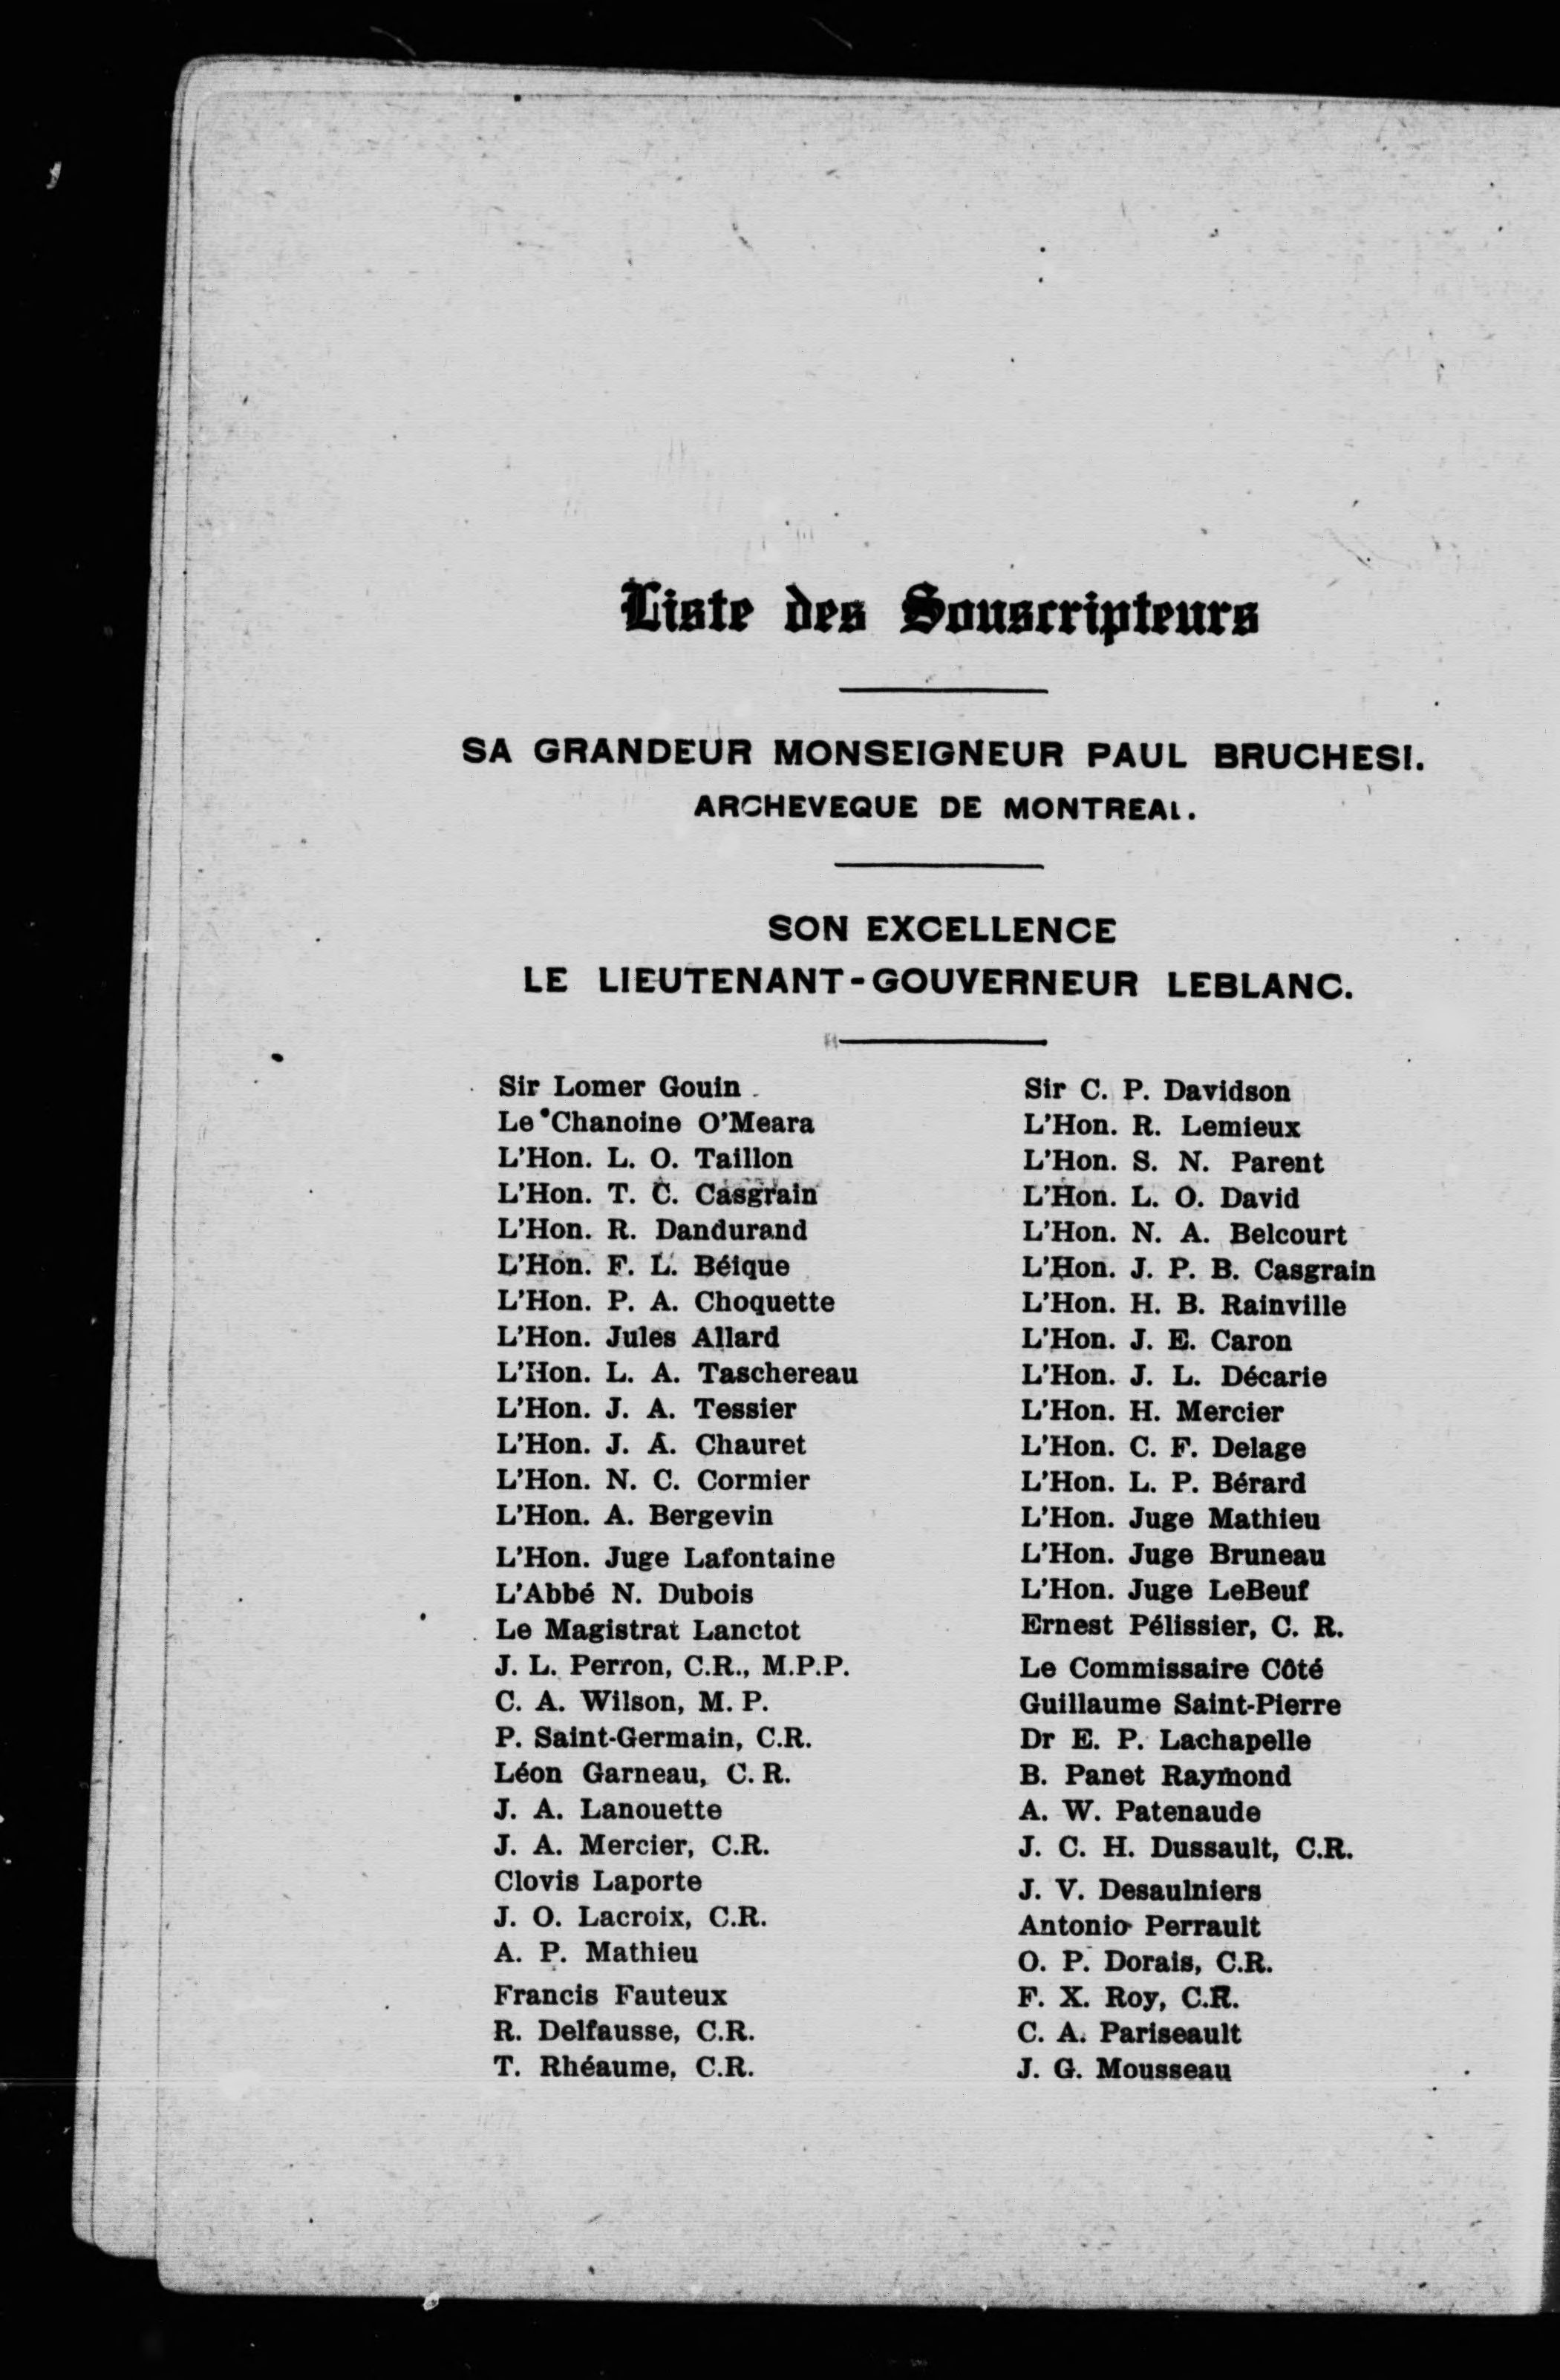 Liste des Souscripteurs
SA GRANDEUR MONSEIGNEUR PAUL BRUCHESI.
ARCHEVEQUE DE MONTREAL.
SON EXCELLENCE
LE LIEUTENANT-GOUVERNEUR LEBLANC.
Sir Lomer Gouin
Le Chanoine O'Meara
L'Hon. L. O. Taillon
L'Hon. T. C. Casgrain
L'Hon. R. Dandurand
L'Hon. F. L. Béique
L'Hon. P. A. Choquette
L'Hon. Jules Allard
L'Hon. L. A. Taschereau
L'Hon. J. A. Tessier
L'Hon. J. A. Chauret
L'Hon. N. C. Cormier
L'Hon. A. Bergevin
L'Hon. Juge Lafontaine
L'Abbé N. Dubois
Le Magistrat Lanctot
J. L. Perron, C.R., M.P.P.
C. A. Wilson, M. P.
P. Saint-Germain, C.R.
Léon Garneau, C. R.
J. A. Lanouette
J. A. Mercier, C.R.
Clovis Laporte
J. O. Lacroix, C.R.
A. P. Mathieu
Francis Fauteux
R. Delfausse, C.R.
T. Rhéaume, C.R.
Sir C. P. Davidson
L'Hon. R. Lemieux
L'Hon. S. N. Parent
L'Hon. L. O. David
L'Hon. N. A. Belcourt
L'Hon. J. P. B. Casgrain
L'Hon. H. B. Rainville
L'Hon. J. E. Caron
L'Hon. J. L. Décarie
L'Hon. H. Mercier
L'Hon. C. F. Delage
L'Hon. L. P. Bérard
L'Hon. Juge Mathieu
L'Hon. Juge Bruneau
L'Hon. Juge LeBeuf
Ernest Pélissier, C. R.
Le Commissaire Côté
Guillaume Saint-Pierre
Dr E. P. Lachapelle
B. Panet Raymond
A. W. Patenaude
J. C. H. Dussault, C.R.
J. V. Desaulniers
Antonio Perrault
O. P. Dorais, C.R.
F. X. Roy, C.R.
C. A. Pariseault
J. G. Mousseau